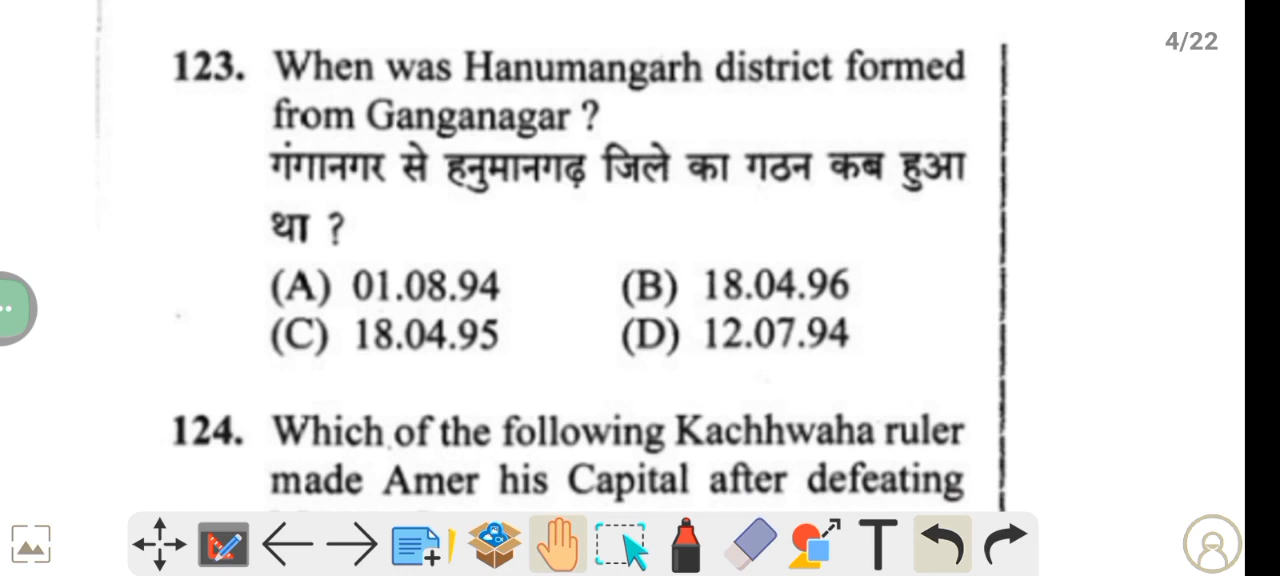 4/22
123. When was Hanumangarh district formed
from Ganganagar ?
गंगानगर से हनुमानगढ़ जिले का गठन कब हुआ
था ?
(A) 01.08.94 (B) 18.04.96
(C) 18.04.95 (D) 12.07.94
124. Which of the following Kachhwaha ruler
made Amer his Capital after defeating
T